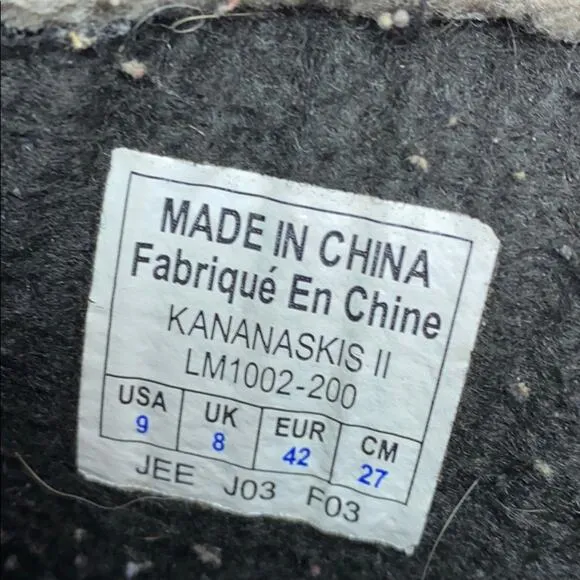 MADE IN CHINA
Fabriqué En Chine
KANANASKIS II
LM1002-200
USA UK EUR CM
9 8 42 27
JEE J03 F03